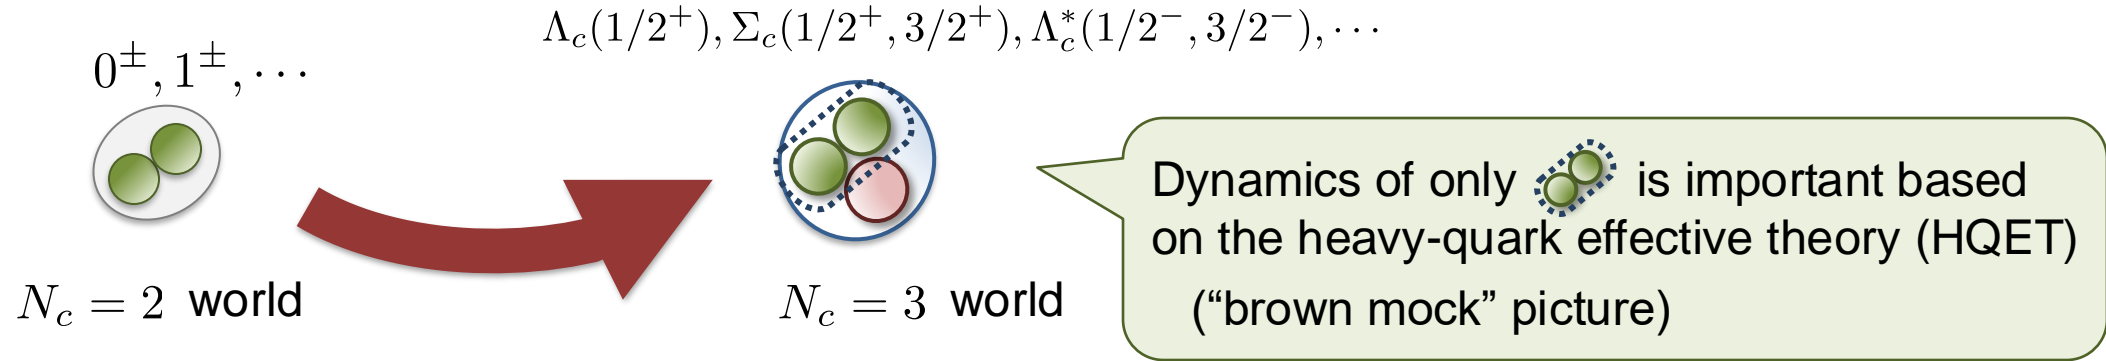 Λ_c(1/2⁺), Σ_c(1/2⁺, 3/2⁺), Λ_c^*(1/2⁻, 3/2⁻), ⋯
0^±, 1^±, ⋯
N_c = 2 world
N_c = 3 world
Dynamics of only is important based
on the heavy-quark effective theory (HQET)
(“brown mock” picture)